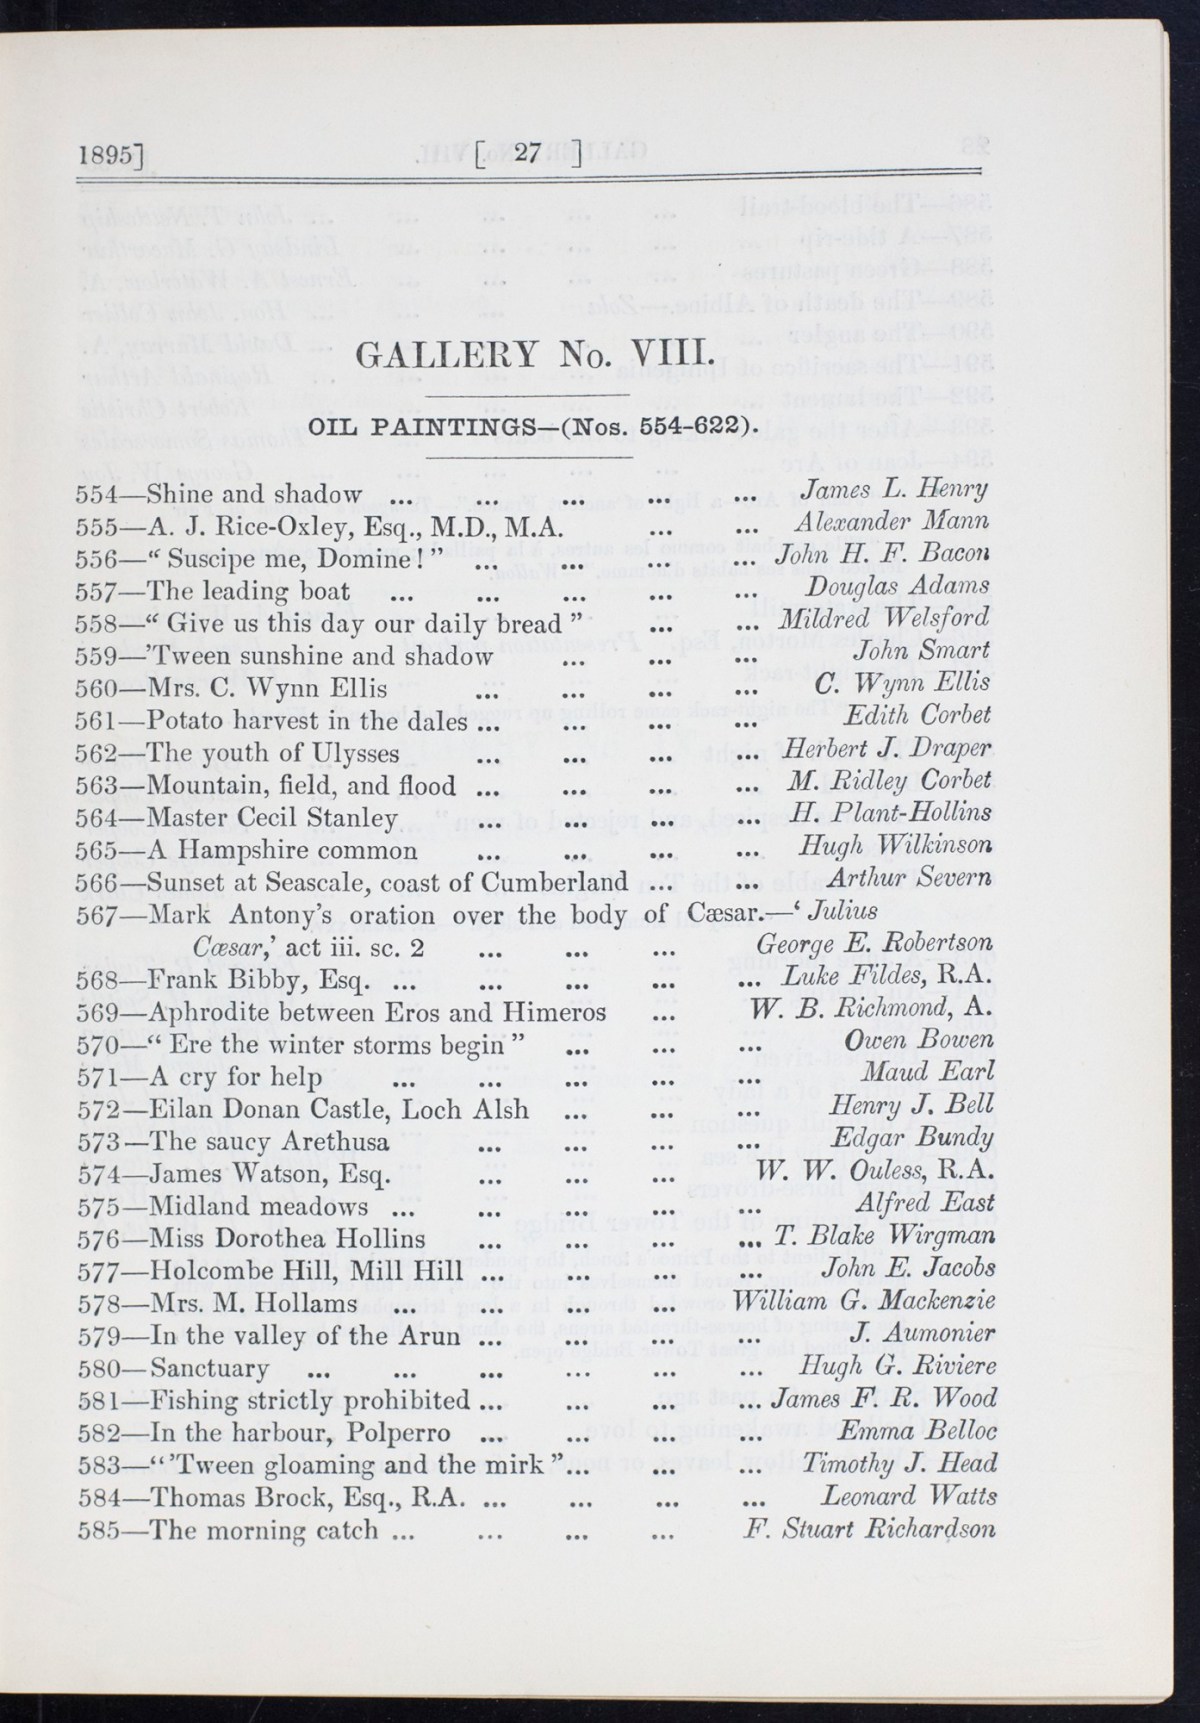 1895]
[ 27 ]
GALLERY No. VIII.
OIL PAINTINGS—(Nos. 554-622).
554—Shine and shadow ... ... ... ... ... James L. Henry
555—A. J. Rice-Oxley, Esq., M.D., M.A. ... ... Alexander Mann
556—“ Suscipe me, Domine! ” ... ... ... ... John H. F. Bacon
557—The leading boat ... ... ... ... ... Douglas Adams
558—“ Give us this day our daily bread ” ... ... Mildred Welsford
559—’Tween sunshine and shadow ... ... ... John Smart
560—Mrs. C. Wynn Ellis ... ... ... ... C. Wynn Ellis
561—Potato harvest in the dales ... ... ... ... Edith Corbet
562—The youth of Ulysses ... ... ... ... Herbert J. Draper
563—Mountain, field, and flood ... ... ... ... M. Ridley Corbet
564—Master Cecil Stanley ... ... ... ... H. Plant-Hollins
565—A Hampshire common ... ... ... ... Hugh Wilkinson
566—Sunset at Seascale, coast of Cumberland ... ... Arthur Severn
567—Mark Antony’s oration over the body of Cæsar.—‘ Julius
Cæsar,’ act iii. sc. 2 ... ... ... George E. Robertson
568—Frank Bibby, Esq. ... ... ... ... ... Luke Fildes, R.A.
569—Aphrodite between Eros and Himeros ... W. B. Richmond, A.
570—“ Ere the winter storms begin ” ... ... ... Owen Bowen
571—A cry for help ... ... ... ... ... Maud Earl
572—Eilan Donan Castle, Loch Alsh ... ... ... Henry J. Bell
573—The saucy Arethusa ... ... ... ... Edgar Bundy
574—James Watson, Esq. ... ... ... W. W. Ouless, R.A.
575—Midland meadows ... ... ... ... ... Alfred East
576—Miss Dorothea Hollins ... ... ... ... T. Blake Wirgman
577—Holcombe Hill, Mill Hill ... ... ... ... John E. Jacobs
578—Mrs. M. Hollams ... ... ... ... William G. Mackenzie
579—In the valley of the Arun ... ... ... ... J. Aumonier
580—Sanctuary ... ... ... ... ... ... Hugh G. Riviere
581—Fishing strictly prohibited ... ... ... ... James F. R. Wood
582—In the harbour, Polperro ... ... ... ... Emma Belloc
583—“’Tween gloaming and the mirk ”... ... ... Timothy J. Head
584—Thomas Brock, Esq., R.A. ... ... ... ... Leonard Watts
585—The morning catch ... ... ... ... F. Stuart Richardson